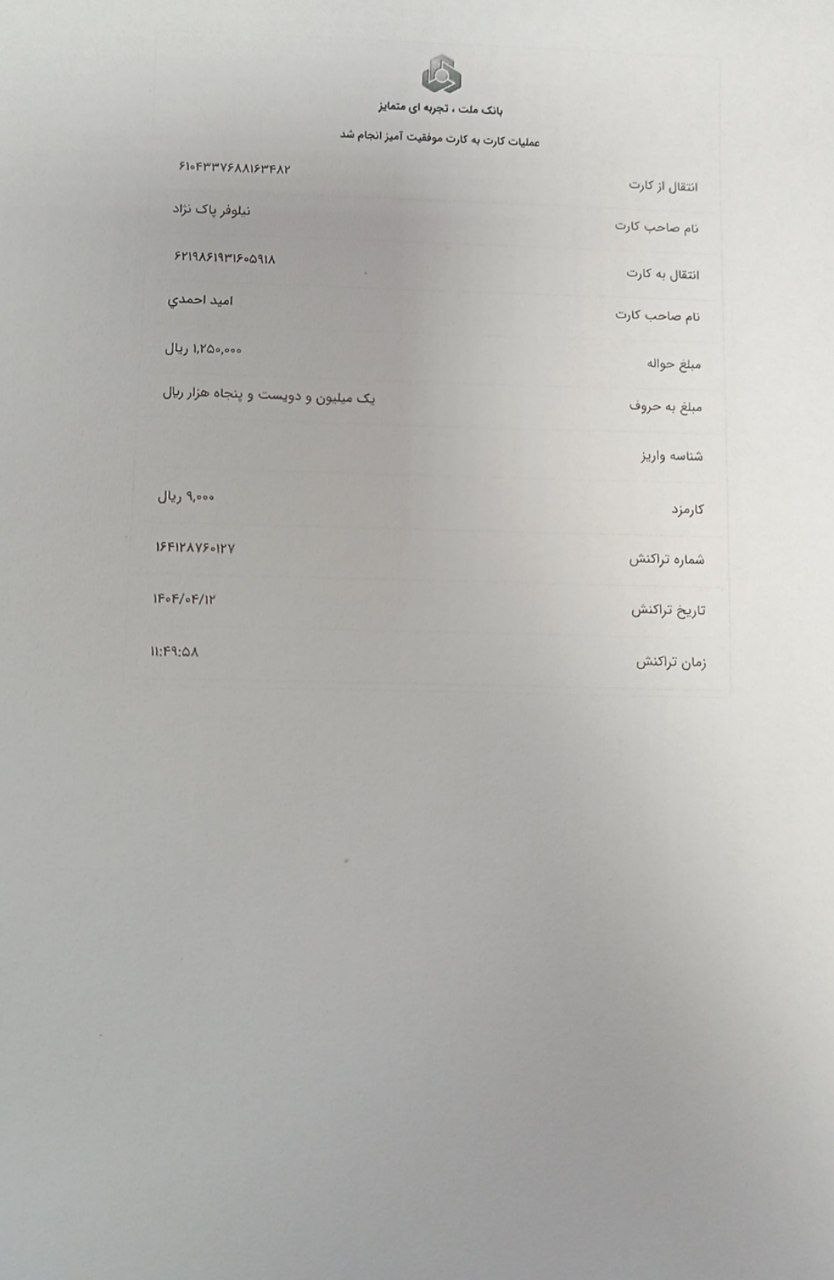 بانک ملت ، تجربه ای متمایز
عملیات کارت به کارت موفقیت آمیز انجام شد
انتقال از کارت ۶۱۰۴۳۳۷۶۸۸۱۶۳۴۸۲
نام صاحب کارت نیلوفر پاک نژاد
انتقال به کارت ۶۲۱۹۸۶۱۹۳۱۶۰۵۹۱۸
نام صاحب کارت امید احمدي
مبلغ حواله ۱,۲۵۰,۰۰۰ ریال
مبلغ به حروف یک میلیون و دویست و پنجاه هزار ریال
شناسه واریز
کارمزد ۹,۰۰۰ ریال
شماره تراکنش ۱۶۴۱۲۸۷۶۰۱۲۷
تاریخ تراکنش ۱۴۰۴/۰۴/۱۲
زمان تراکنش ۱۱:۴۹:۵۸